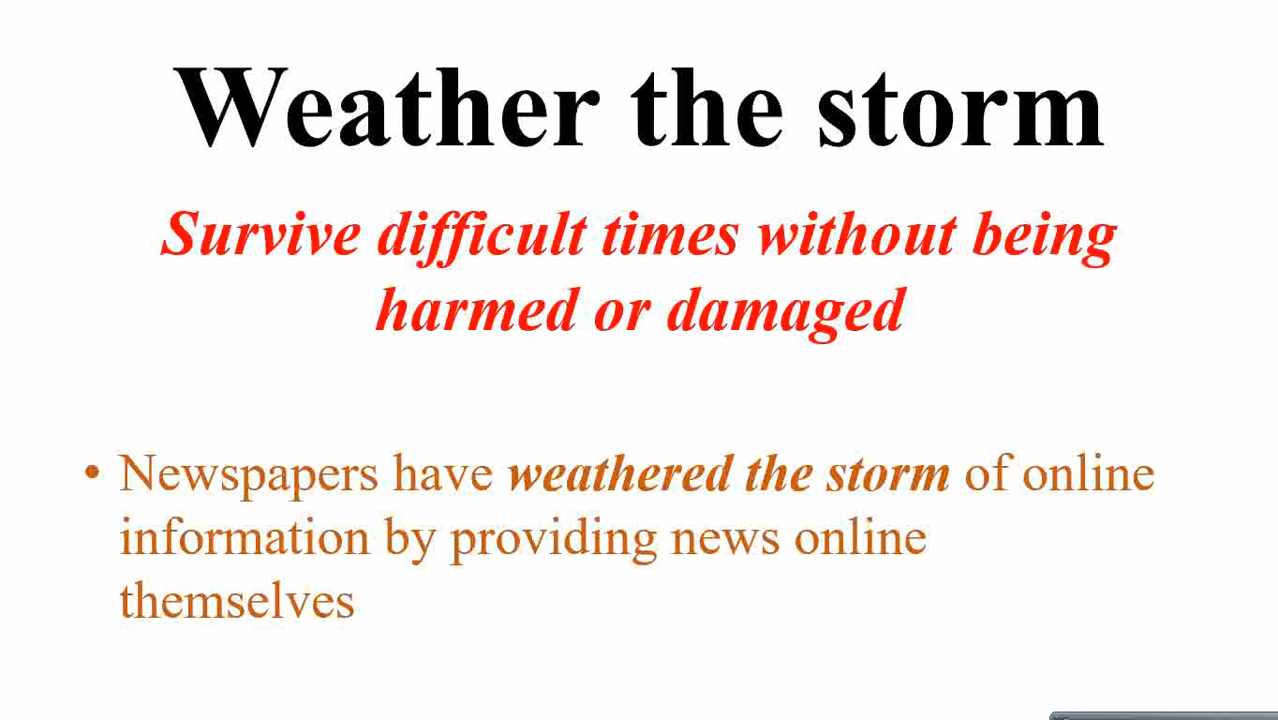 Weather the storm
Survive difficult times without being
harmed or damaged
• Newspapers have weathered the storm of online
information by providing news online
themselves